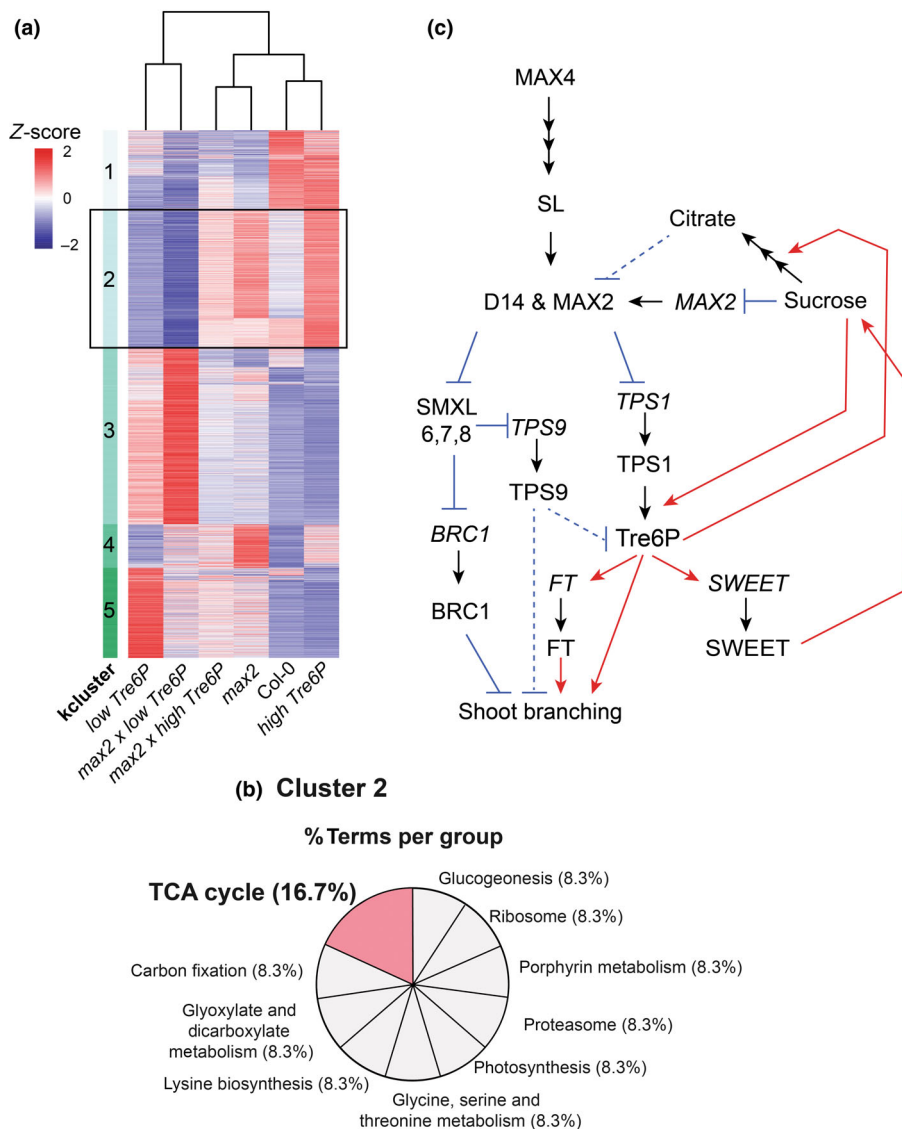 (a)
Z-score
2
0
–2
1
2
3
4
5
kcluster
low Tre6P
max2 x low Tre6P
max2 x high Tre6P
max2
Col-0
high Tre6P
(c)
MAX4
SL
Citrate
D14 & MAX2
MAX2
Sucrose
SMXL
6,7,8
TPS9
TPS1
TPS9
TPS1
BRC1
Tre6P
BRC1
FT
SWEET
FT
SWEET
Shoot branching
(b) Cluster 2
% Terms per group
TCA cycle (16.7%)
Glucogeonesis (8.3%)
Ribosome (8.3%)
Porphyrin metabolism (8.3%)
Proteasome (8.3%)
Photosynthesis (8.3%)
Glycine, serine and
threonine metabolism (8.3%)
Lysine biosynthesis (8.3%)
Glyoxylate and
dicarboxylate
metabolism (8.3%)
Carbon fixation (8.3%)